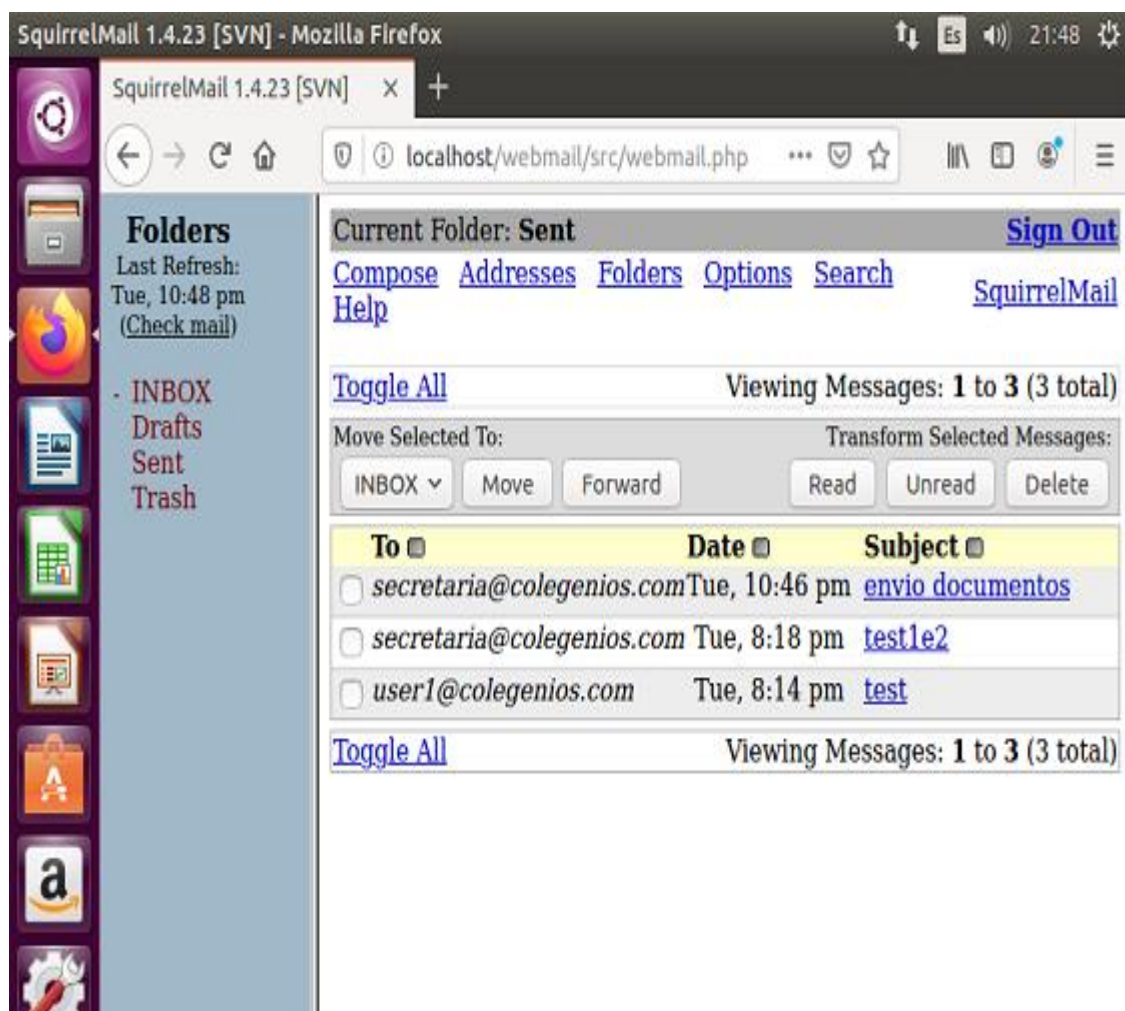 SquirrelMail 1.4.23 [SVN] - Mozilla Firefox
Es
21:48
SquirrelMail 1.4.23 [SVN]
localhost/webmail/src/webmail.php
Folders
Last Refresh:
Tue, 10:48 pm
(Check mail)
- INBOX
Drafts
Sent
Trash
Current Folder: Sent
Sign Out
Compose Addresses Folders Options Search
Help
SquirrelMail
Toggle All
Viewing Messages: 1 to 3 (3 total)
Move Selected To:
Transform Selected Messages:
INBOX Move Forward
Read Unread Delete
To Date Subject
secretaria@colegenios.com Tue, 10:46 pm envio documentos
secretaria@colegenios.com Tue, 8:18 pm test1e2
user1@colegenios.com Tue, 8:14 pm test
Toggle All
Viewing Messages: 1 to 3 (3 total)